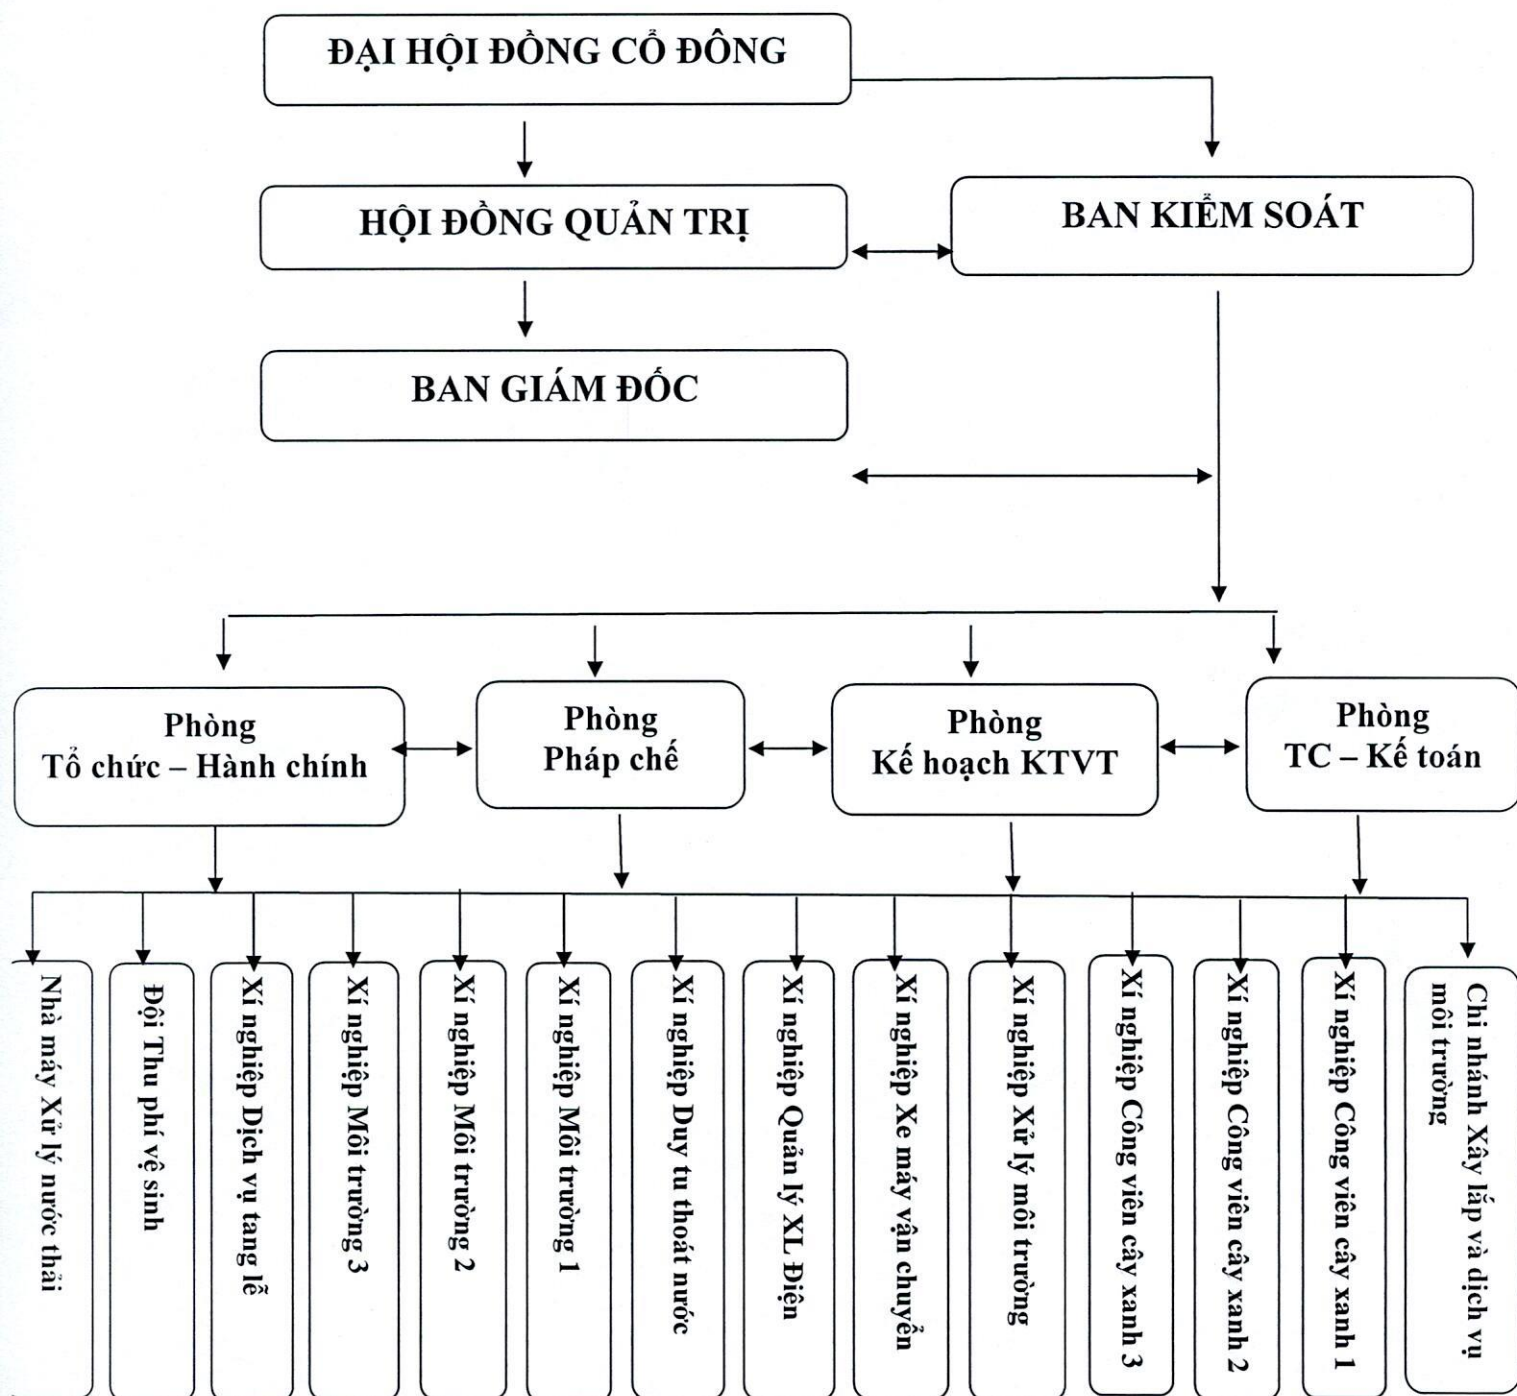 ĐẠI HỘI ĐỒNG CỔ ĐÔNG
HỘI ĐỒNG QUẢN TRỊ
BAN KIỂM SOÁT
BAN GIÁM ĐỐC
Phòng
Tổ chức – Hành chính
Phòng
Pháp chế
Phòng
Kế hoạch KTVT
Phòng
TC – Kế toán
Nhà máy Xử lý nước thải
Đội Thu phí vệ sinh
Xí nghiệp Dịch vụ tang lễ
Xí nghiệp Môi trường 3
Xí nghiệp Môi trường 2
Xí nghiệp Môi trường 1
Xí nghiệp Duy tu thoát nước
Xí nghiệp Quản lý XL Điện
Xí nghiệp Xe máy vận chuyển
Xí nghiệp Xử lý môi trường
Xí nghiệp Công viên cây xanh 3
Xí nghiệp Công viên cây xanh 2
Xí nghiệp Công viên cây xanh 1
Chi nhánh Xây lắp và dịch vụ
môi trường